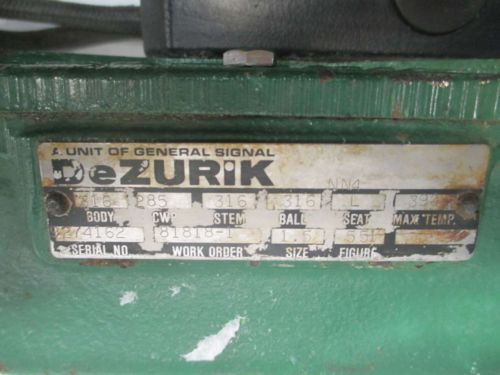 A UNIT OF GENERAL SIGNAL
DeZURIK
NN4
316 285 316 316 L
BODY CWP STEM BALL SEAT MAX TEMP.
274162 81818-1 1.5
SERIAL NO. WORK ORDER SIZE FIGURE